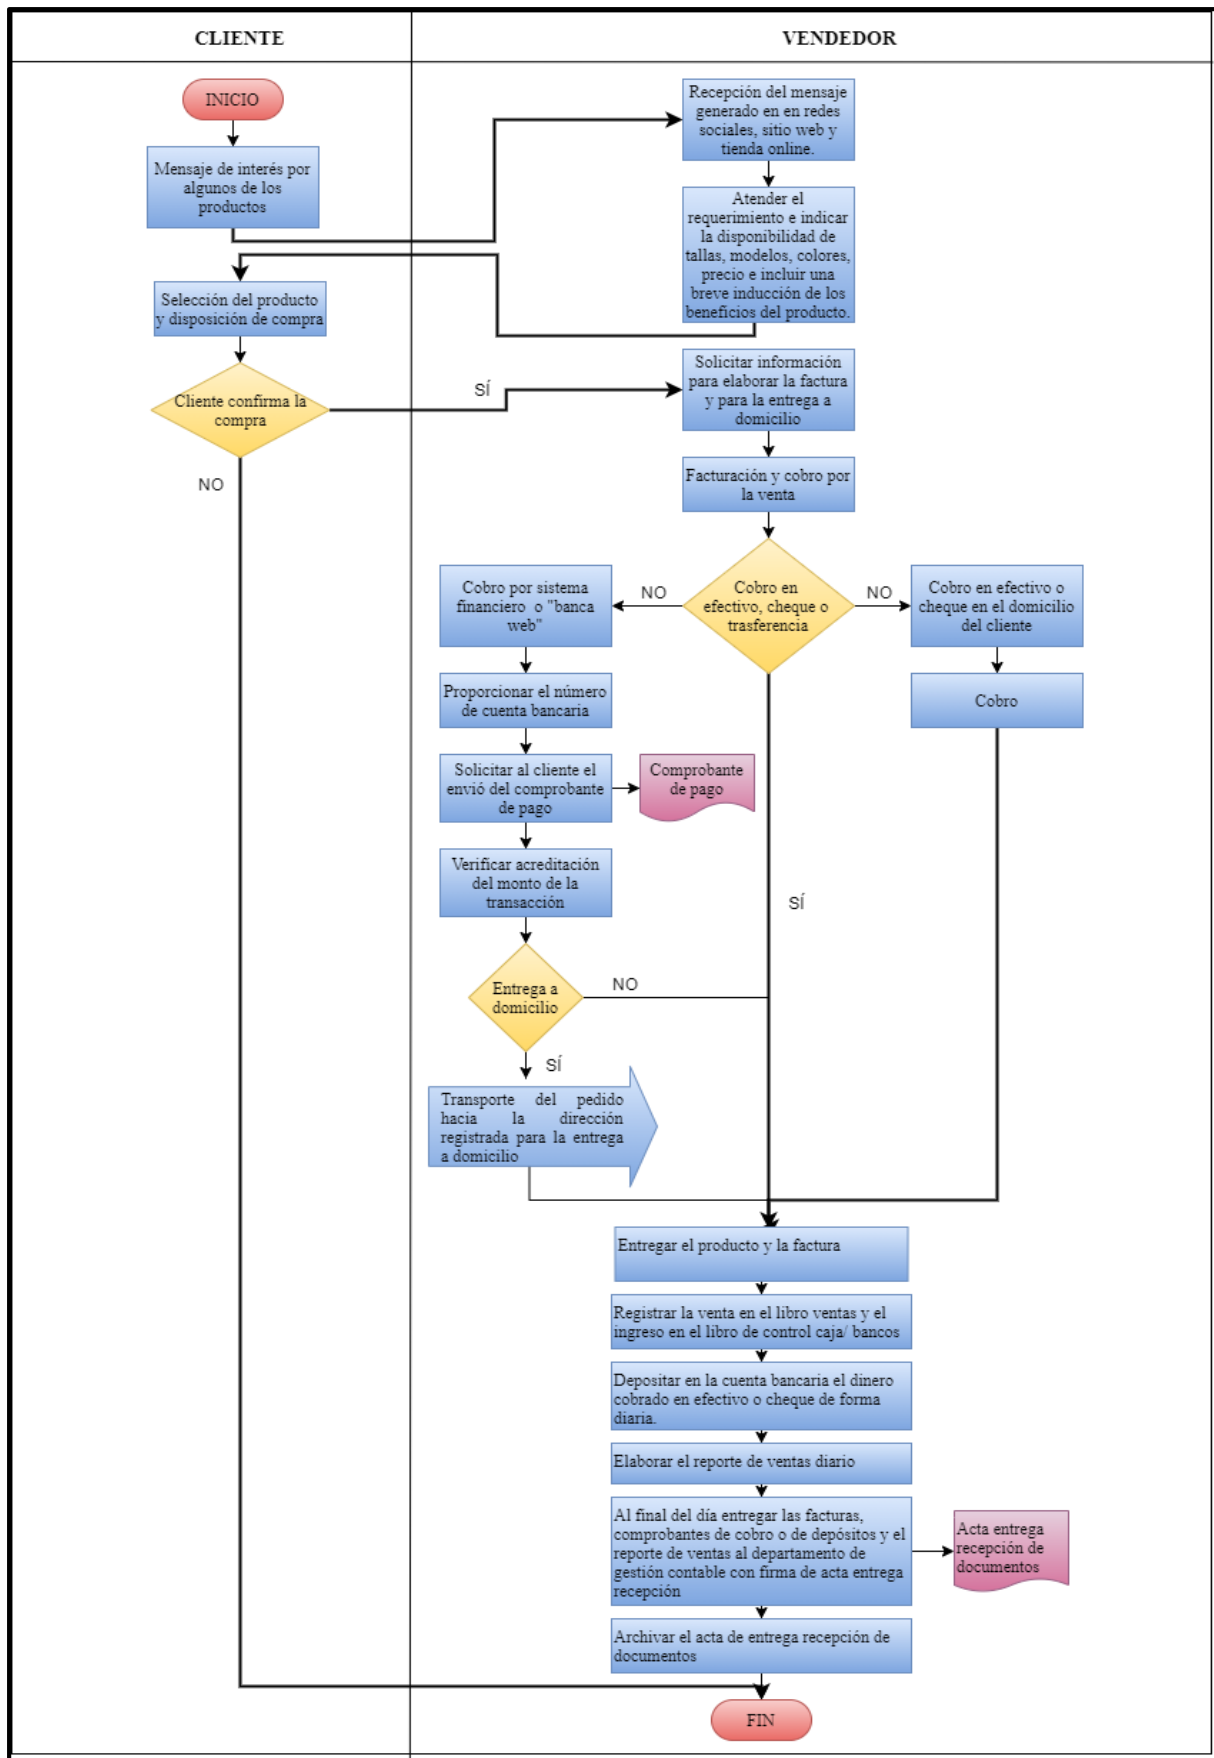 CLIENTE
VENDEDOR
INICIO
Mensaje de interés por
algunos de los
productos
Recepción del mensaje
generado en en redes
sociales, sitio web y
tienda online.
Atender el
requerimiento e indicar
la disponibilidad de
tallas, modelos, colores,
precio e incluir una
breve inducción de los
beneficios del producto.
Selección del producto
y disposición de compra
Cliente confirma la
compra
SÍ
NO
Solicitar información
para elaborar la factura
y para la entrega a
domicilio
Facturación y cobro por
la venta
Cobro en
efectivo, cheque o
trasferencia
NO
NO
SÍ
Cobro por sistema
financiero o "banca
web"
Cobro en efectivo o
cheque en el domicilio
del cliente
Cobro
Proporcionar el número
de cuenta bancaria
Solicitar al cliente el
envió del comprobante
de pago
Comprobante
de pago
Verificar acreditación
del monto de la
transacción
Entrega a
domicilio
NO
SÍ
Transporte del pedido
hacia la dirección
registrada para la entrega
a domicilio
Entregar el producto y la factura
Registrar la venta en el libro ventas y el
ingreso en el libro de control caja/ bancos
Depositar en la cuenta bancaria el dinero
cobrado en efectivo o cheque de forma
diaria.
Elaborar el reporte de ventas diario
Al final del día entregar las facturas,
comprobantes de cobro o de depósitos y el
reporte de ventas al departamento de
gestión contable con firma de acta entrega
recepción
Acta entrega
recepción de
documentos
Archivar el acta de entrega recepción de
documentos
FIN